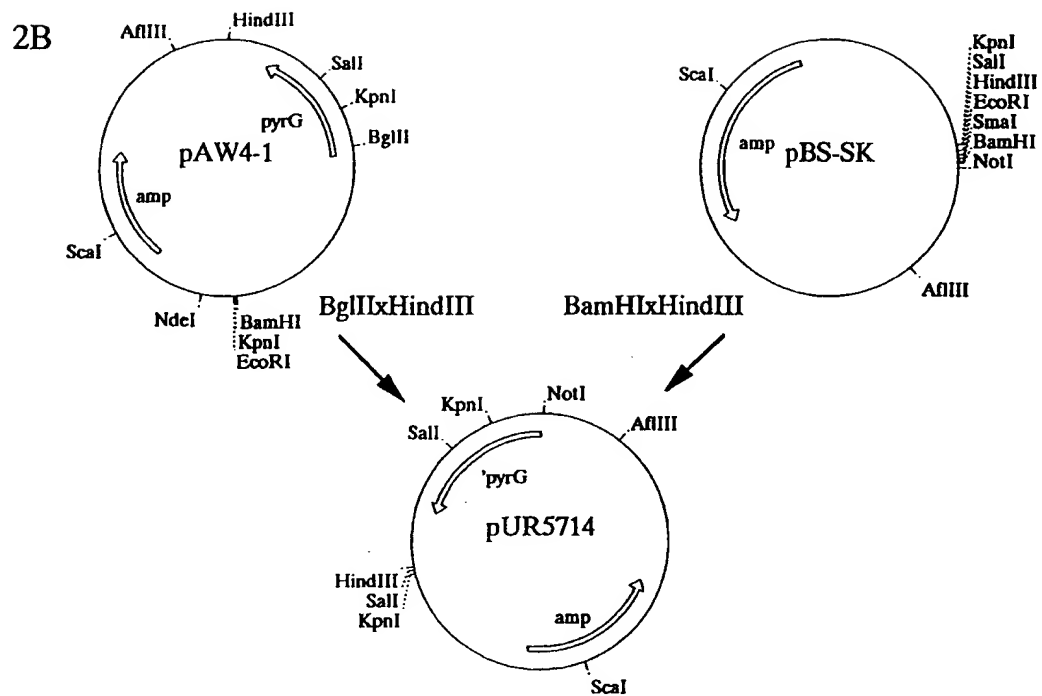 2B
AflIII
HindIII
SalI
KpnI
BglII
pyrG
pAW4-1
amp
ScaI
NdeI
BamHI
KpnI
EcoRI
ScaI
KpnI
SalI
HindIII
EcoRI
SmaI
BamHI
NotI
amp
pBS-SK
AflIII
BglIIxHindIII
BamHIxHindIII
KpnI
NotI
SalI
AflIII
'pyrG
pUR5714
HindIII
SalI
KpnI
amp
ScaI